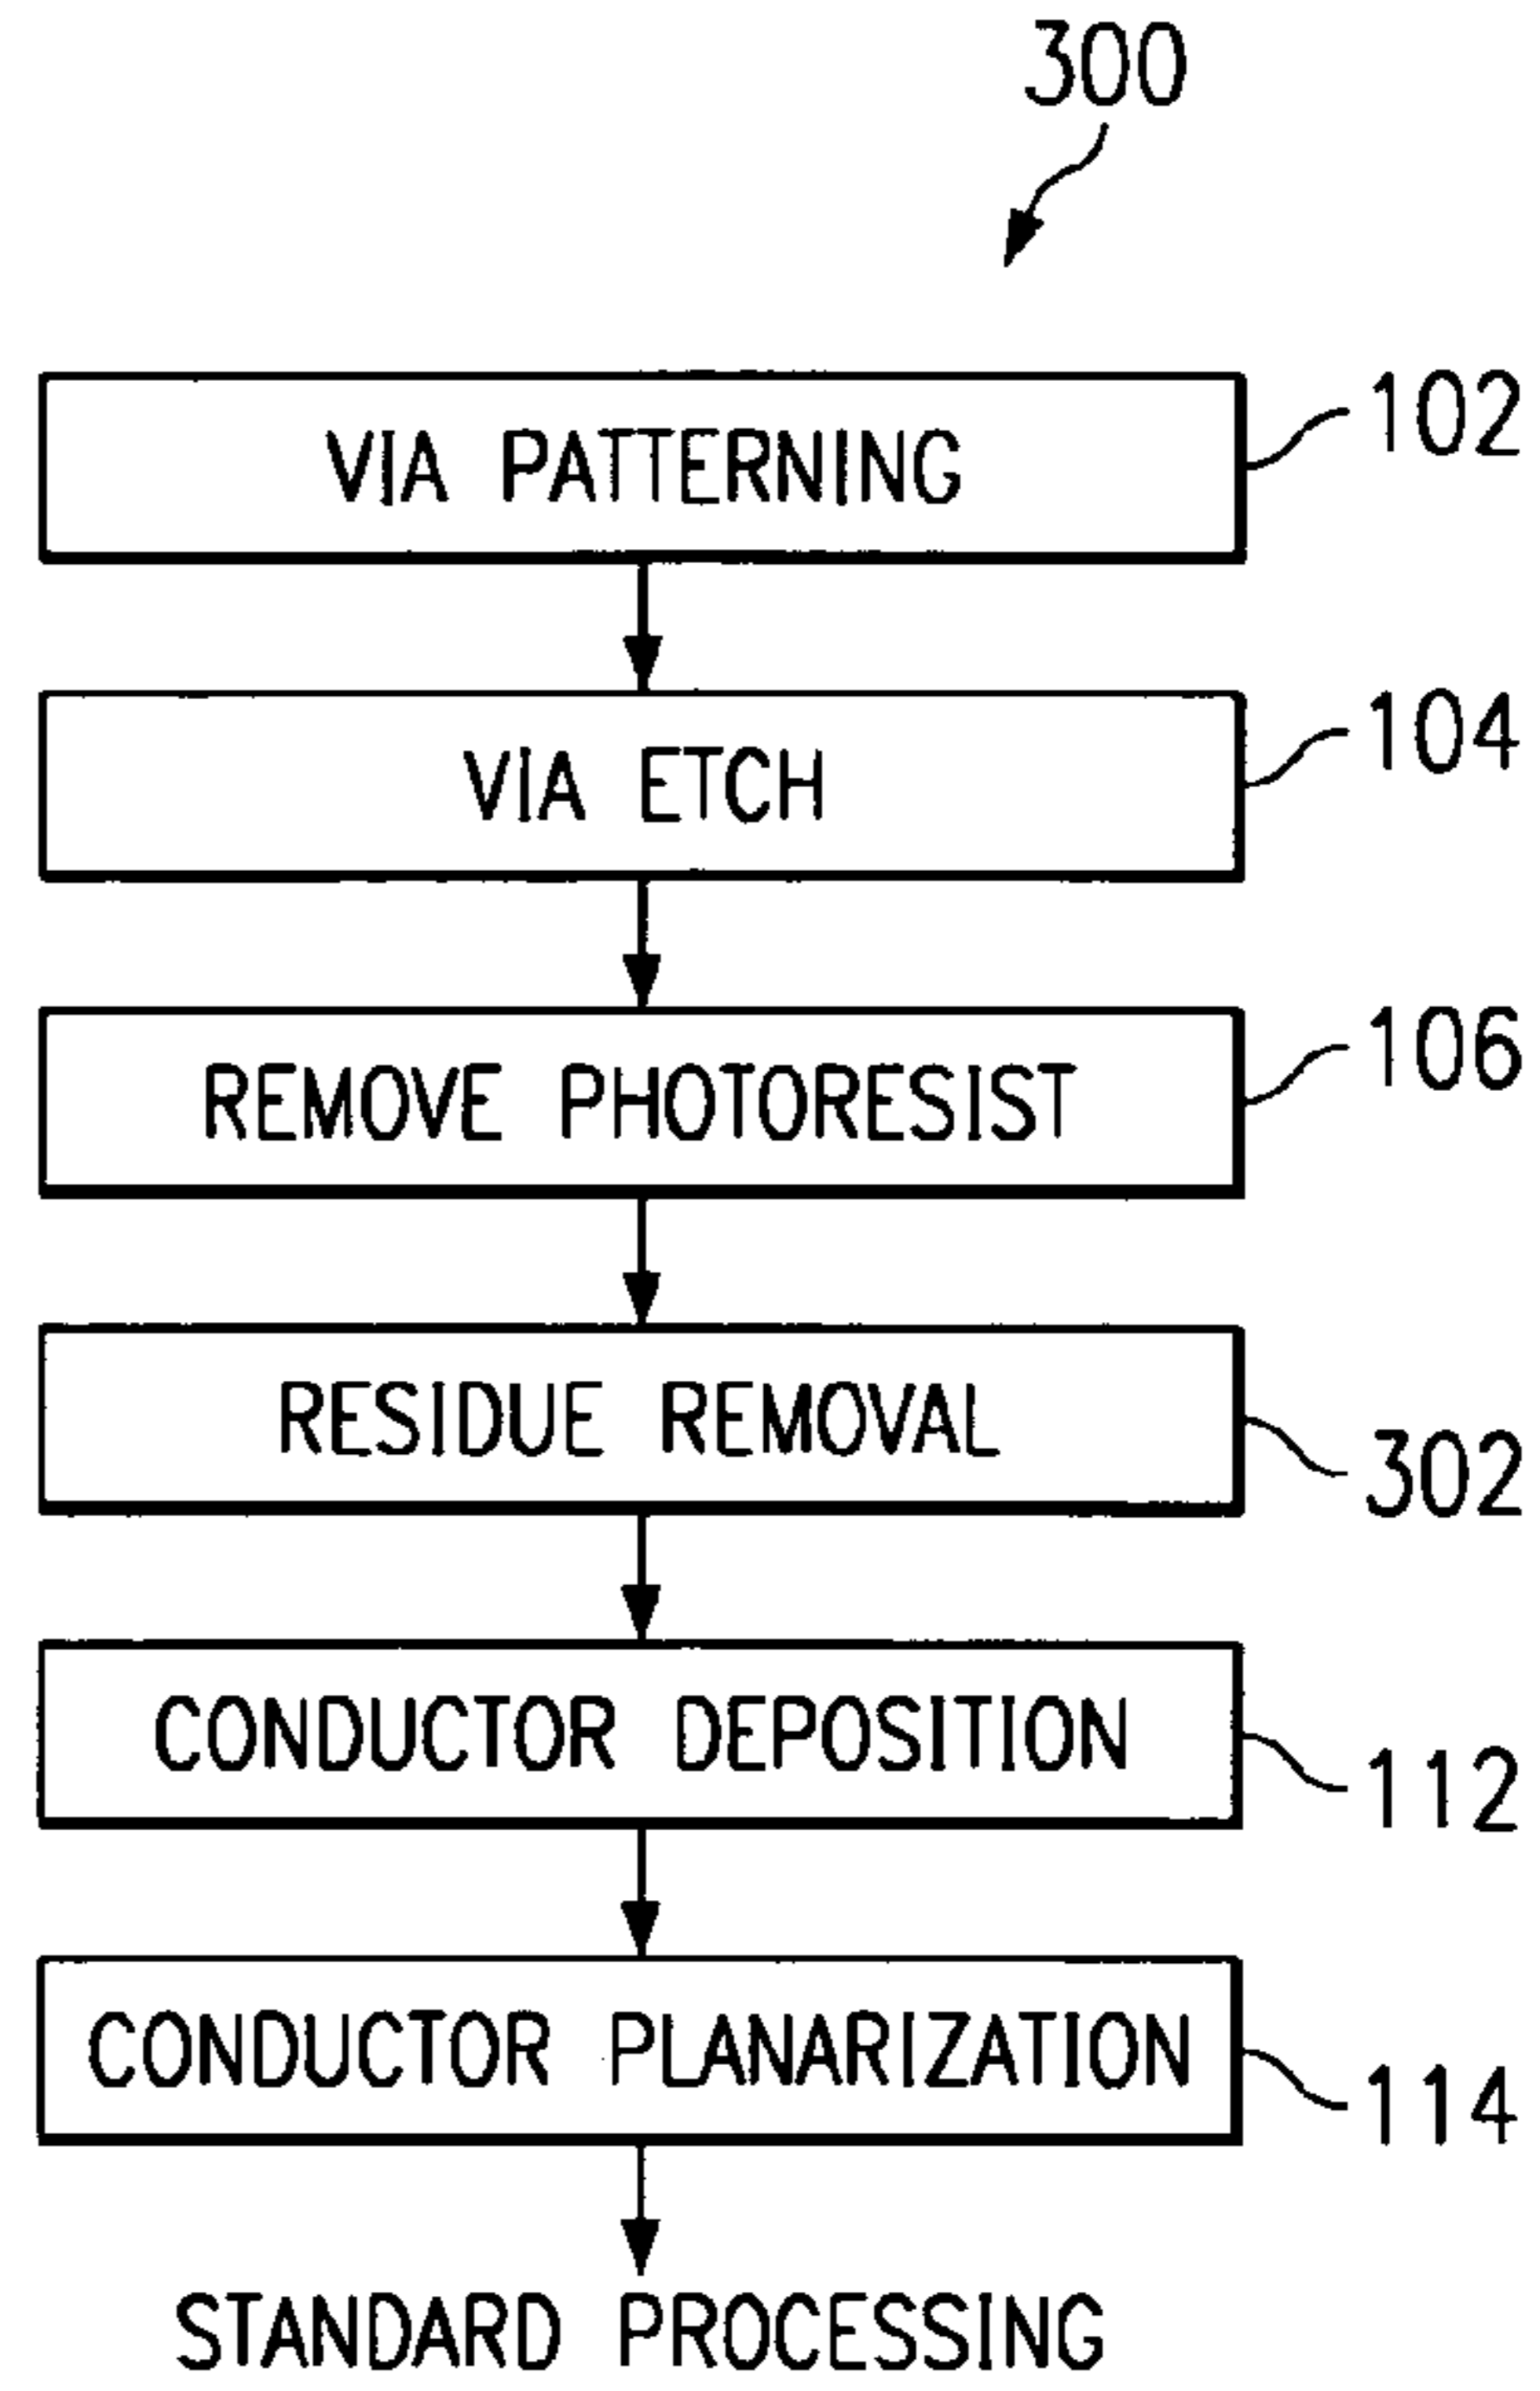 300
VIA PATTERNING
102
VIA ETCH
104
REMOVE PHOTORESIST
106
RESIDUE REMOVAL
302
CONDUCTOR DEPOSITION
112
CONDUCTOR PLANARIZATION
114
STANDARD PROCESSING